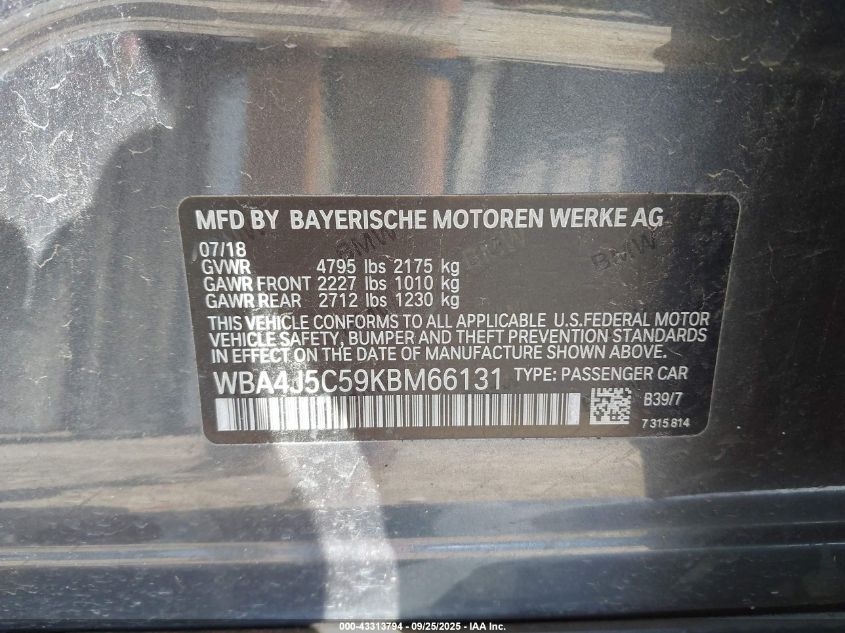 MFD BY BAYERISCHE MOTOREN WERKE AG
07/18
GVWR 4795 lbs 2175 kg
GAWR FRONT 2227 lbs 1010 kg
GAWR REAR 2712 lbs 1230 kg
THIS VEHICLE CONFORMS TO ALL APPLICABLE U.S.FEDERAL MOTOR
VEHICLE SAFETY, BUMPER AND THEFT PREVENTION STANDARDS
IN EFFECT ON THE DATE OF MANUFACTURE SHOWN ABOVE.
WBA4J5C59KBM66131 TYPE: PASSENGER CAR
B39/7
7 315 814
BMW
BMW
BMW
000-43313794 — 09/25/2025 — IAA Inc.